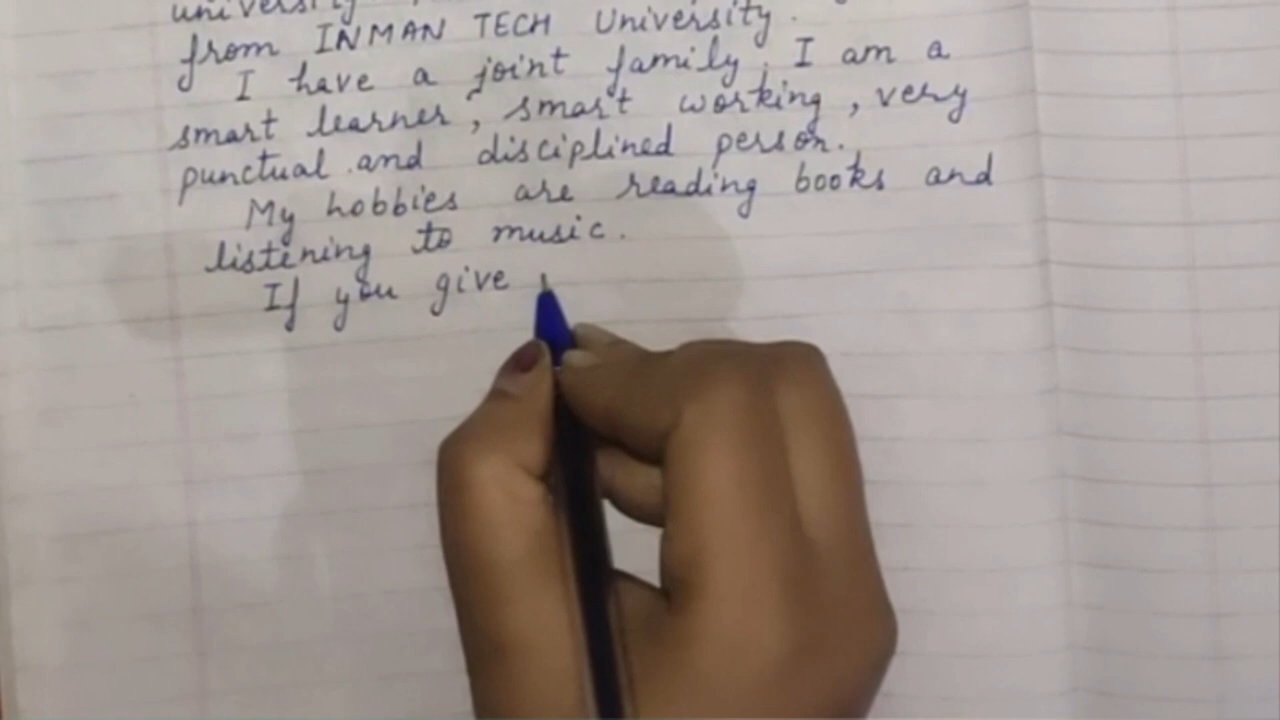 university
from INMAN TECH University.
I have a joint family. I am a
smart learner, smart working, very
punctual and disciplined person.
My hobbies are reading books and
listening to music.
If you give